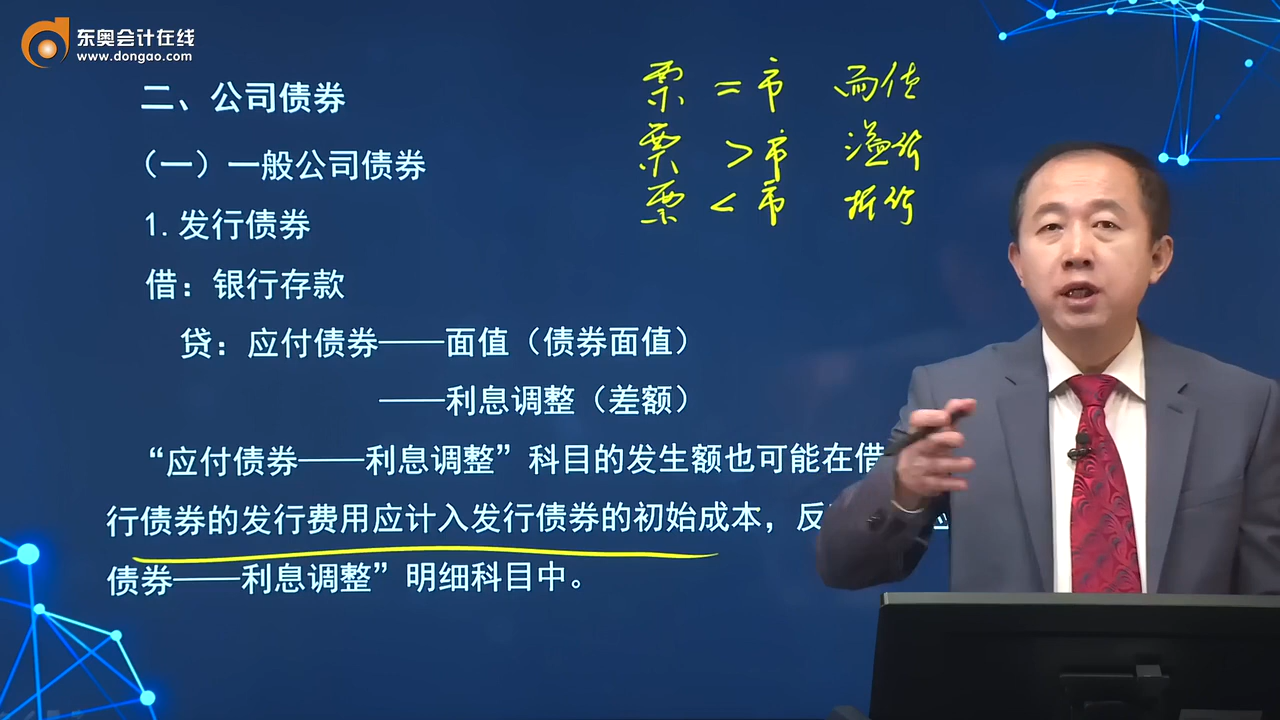 东奥会计在线
www.dongao.com
二、公司债券
（一）一般公司债券
1.发行债券
借：银行存款
贷：应付债券——面值（债券面值）
——利息调整（差额）
“应付债券——利息调整”科目的发生额也可能在借
行债券的发行费用应计入发行债券的初始成本，反
债券——利息调整”明细科目中。
票 = 市 面值
票 > 市 溢价
票 < 市 折价